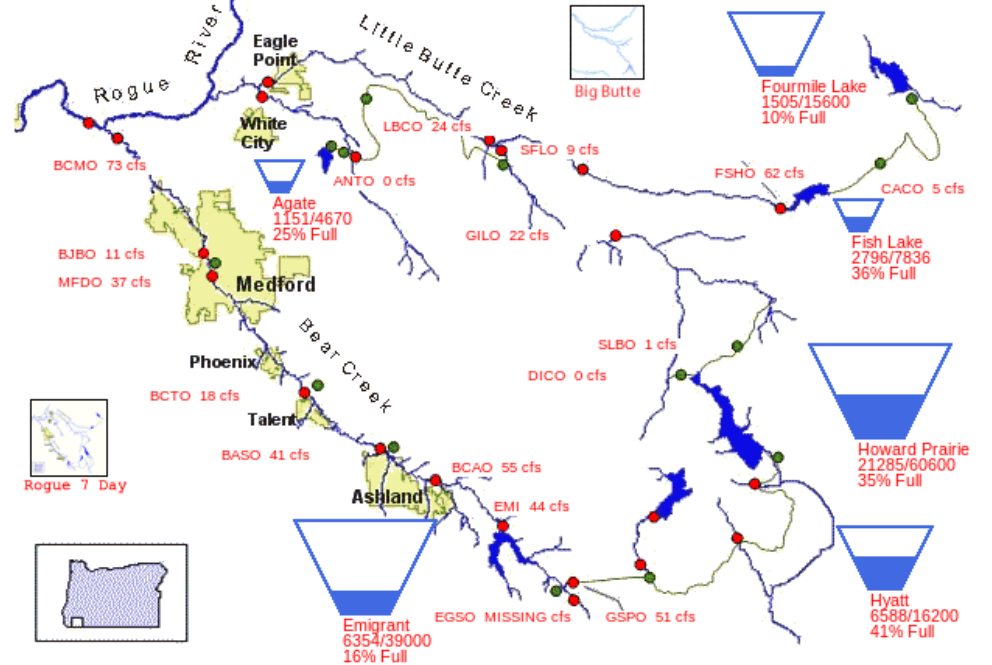 Rogue River
Eagle
Point
Little Butte Creek
Big Butte
Fourmile Lake
1505/15600
10% Full
White
City
LBCO 24 cfs
SFLO 9 cfs
BCMO 73 cfs
ANTO 0 cfs
FSHO 62 cfs
CACO 5 cfs
Agate
1151/4670
25% Full
GILO 22 cfs
Fish Lake
2796/7836
36% Full
BJBO 11 cfs
MFDO 37 cfs
Medford
Bear Creek
Phoenix
SLBO 1 cfs
DICO 0 cfs
BCTO 18 cfs
Talent
Howard Prairie
21285/60600
35% Full
BASO 41 cfs
BCAO 55 cfs
Rogue 7 Day
Ashland
EMI 44 cfs
EGSO MISSING cfs
GSPO 51 cfs
Emigrant
6354/39000
16% Full
Hyatt
6588/16200
41% Full